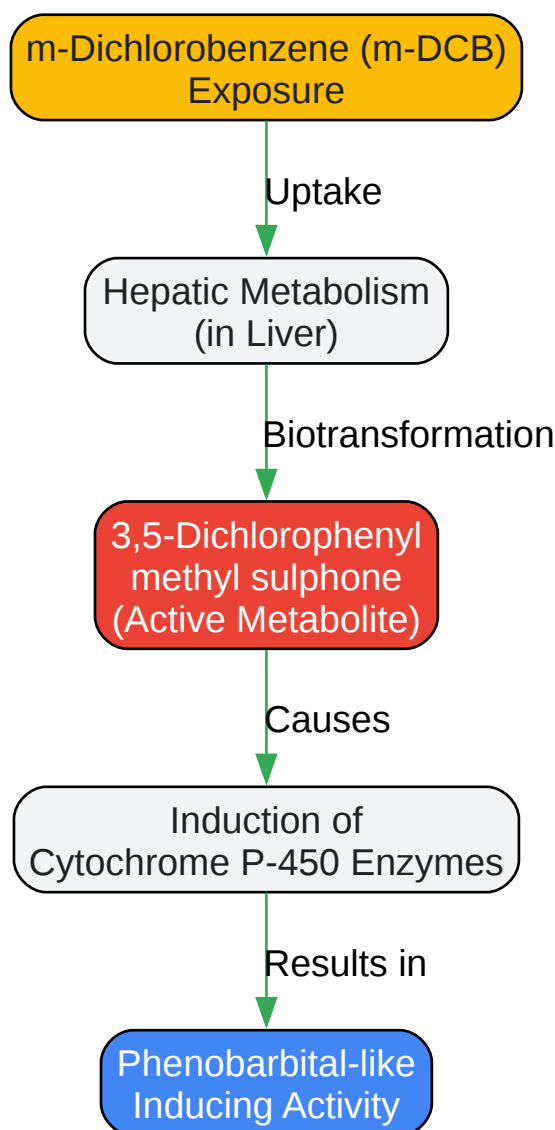 m-Dichlorobenzene (m-DCB)
Exposure
Uptake
Hepatic Metabolism
(in Liver)
Biotransformation
3,5-Dichlorophenyl
methyl sulphone
(Active Metabolite)
Causes
Induction of
Cytochrome P-450 Enzymes
Results in
Phenobarbital-like
Inducing Activity